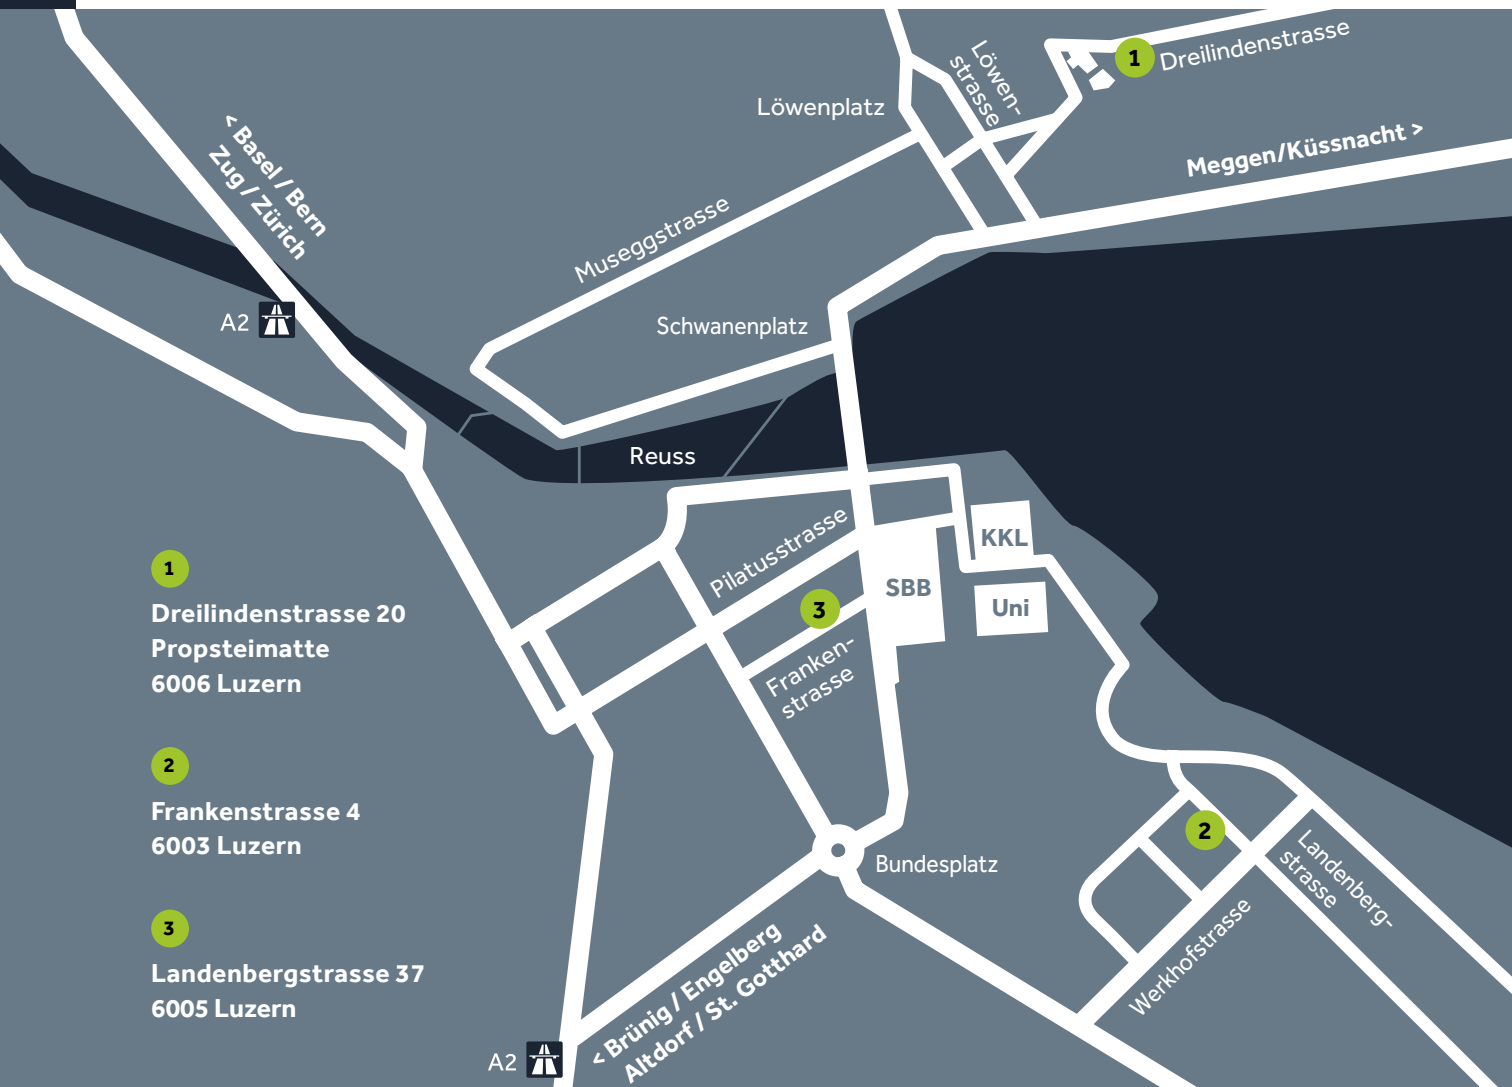 Löwen-
strasse
1
Dreilindenstrasse
Löwenplatz
< Basel / Bern
Zug / Zürich
Meggen/Küssnacht >
Museggstrasse
A2
Schwanenplatz
Reuss
Pilatusstrasse
KKL
SBB
Uni
3
Franken-
strasse
1
Dreilindenstrasse 20
Propsteimatte
6006 Luzern
2
Frankenstrasse 4
6003 Luzern
3
Landenbergstrasse 37
6005 Luzern
2
Bundesplatz
Landenberg-
strasse
Werkhofstrasse
< Brünig / Engelberg
Altdorf / St. Gotthard
A2